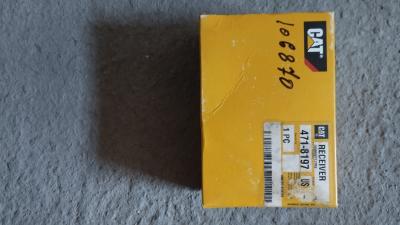 CAT
106870
CAT RECEIVER
471-8197 US
1 PC